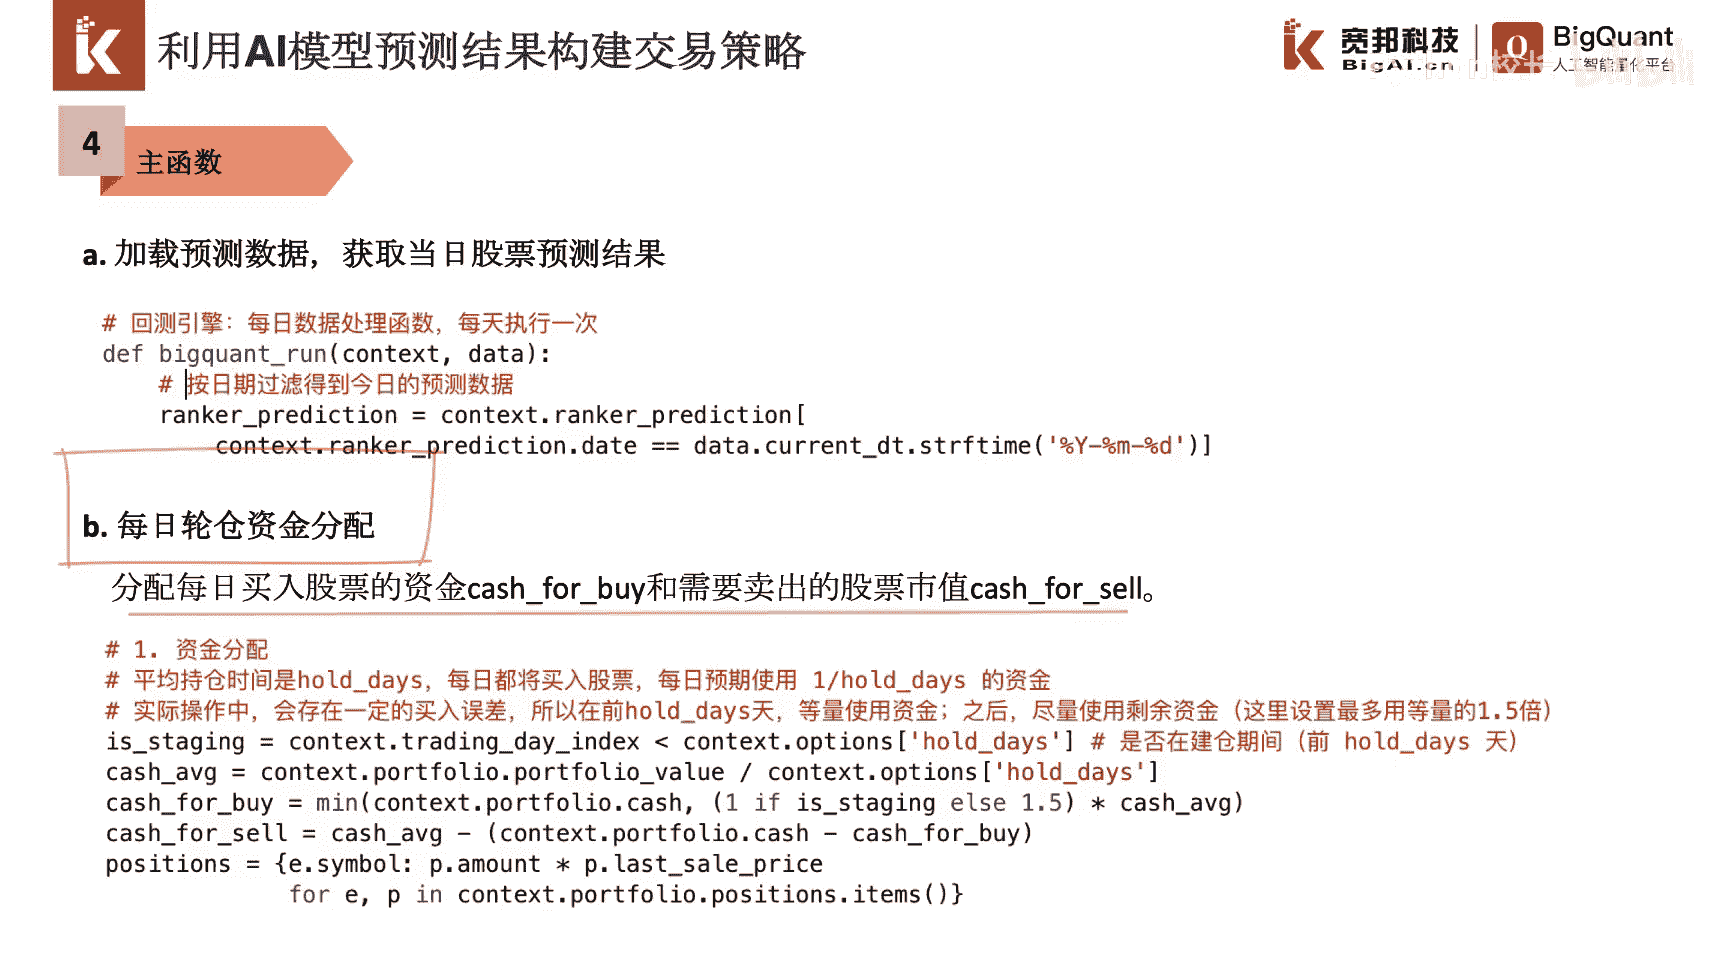 利用AI模型预测结果构建交易策略
宽邦科技
BigAI.cn
BigQuant
人工智能量化平台
4
主函数
a. 加载预测数据，获取当日股票预测结果
# 回测引擎：每日数据处理函数，每天执行一次
def bigquant_run(context, data):
# 按日期过滤得到今日的预测数据
ranker_prediction = context.ranker_prediction[
context.ranker_prediction.date == data.current_dt.strftime('%Y-%m-%d')]
b. 每日轮仓资金分配
分配每日买入股票的资金cash_for_buy和需要卖出的股票市值cash_for_sell。
# 1. 资金分配
# 平均持仓时间是hold_days，每日都将买入股票，每日预期使用 1/hold_days 的资金
# 实际操作中，会存在一定的买入误差，所以在前hold_days天，等量使用资金；之后，尽量使用剩余资金（这里设置最多用等量的1.5倍）
is_staging = context.trading_day_index < context.options['hold_days'] # 是否在建仓期间（前 hold_days 天）
cash_avg = context.portfolio.portfolio_value / context.options['hold_days']
cash_for_buy = min(context.portfolio.cash, (1 if is_staging else 1.5) * cash_avg)
cash_for_sell = cash_avg - (context.portfolio.cash - cash_for_buy)
positions = {e.symbol: p.amount * p.last_sale_price
for e, p in context.portfolio.positions.items()}